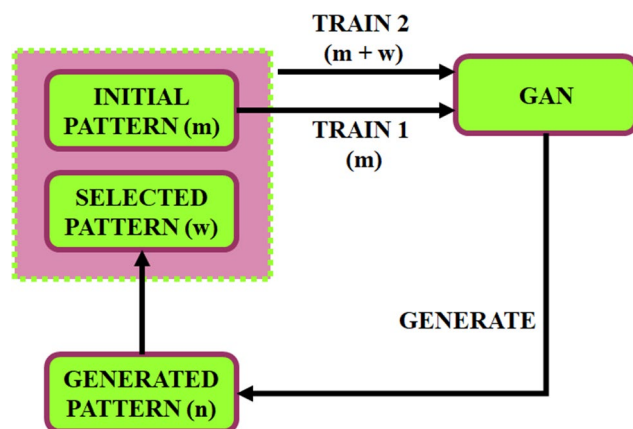 TRAIN 2
(m + w)
INITIAL
PATTERN (m)
GAN
TRAIN 1
(m)
SELECTED
PATTERN (w)
GENERATE
GENERATED
PATTERN (n)